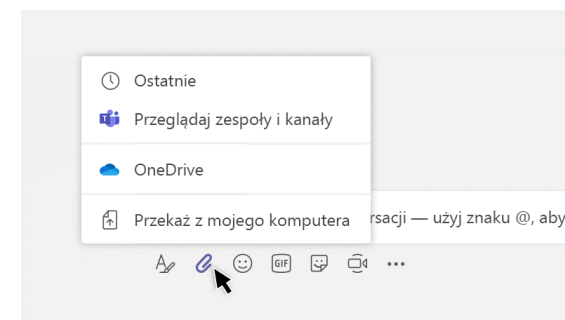 Ostatnie
Przeglądaj zespoły i kanały
OneDrive
Przekaż z mojego komputera
rsacji — użyj znaku @, aby
GIF